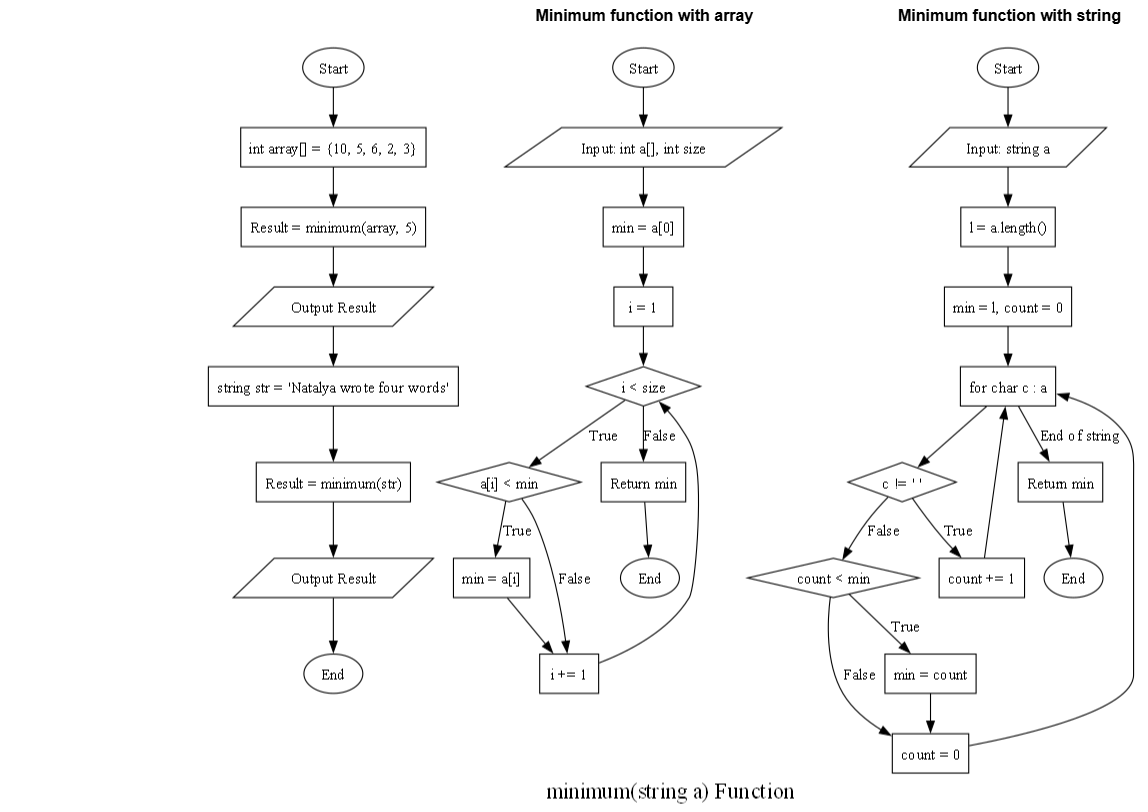 Minimum function with array
Minimum function with string
Start
int array[] = {10, 5, 6, 2, 3}
Result = minimum(array, 5)
Output Result
string str = 'Natalya wrote four words'
Result = minimum(str)
Output Result
End
Start
Input: int a[], int size
min = a[0]
i = 1
i < size
True
False
a[i] < min
Return min
True
False
min = a[i]
End
i += 1
Start
Input: string a
l = a.length()
min = l, count = 0
for char c : a
End of string
c != ' '
Return min
False
True
count < min
count += 1
End
True
False
min = count
count = 0
minimum(string a) Function